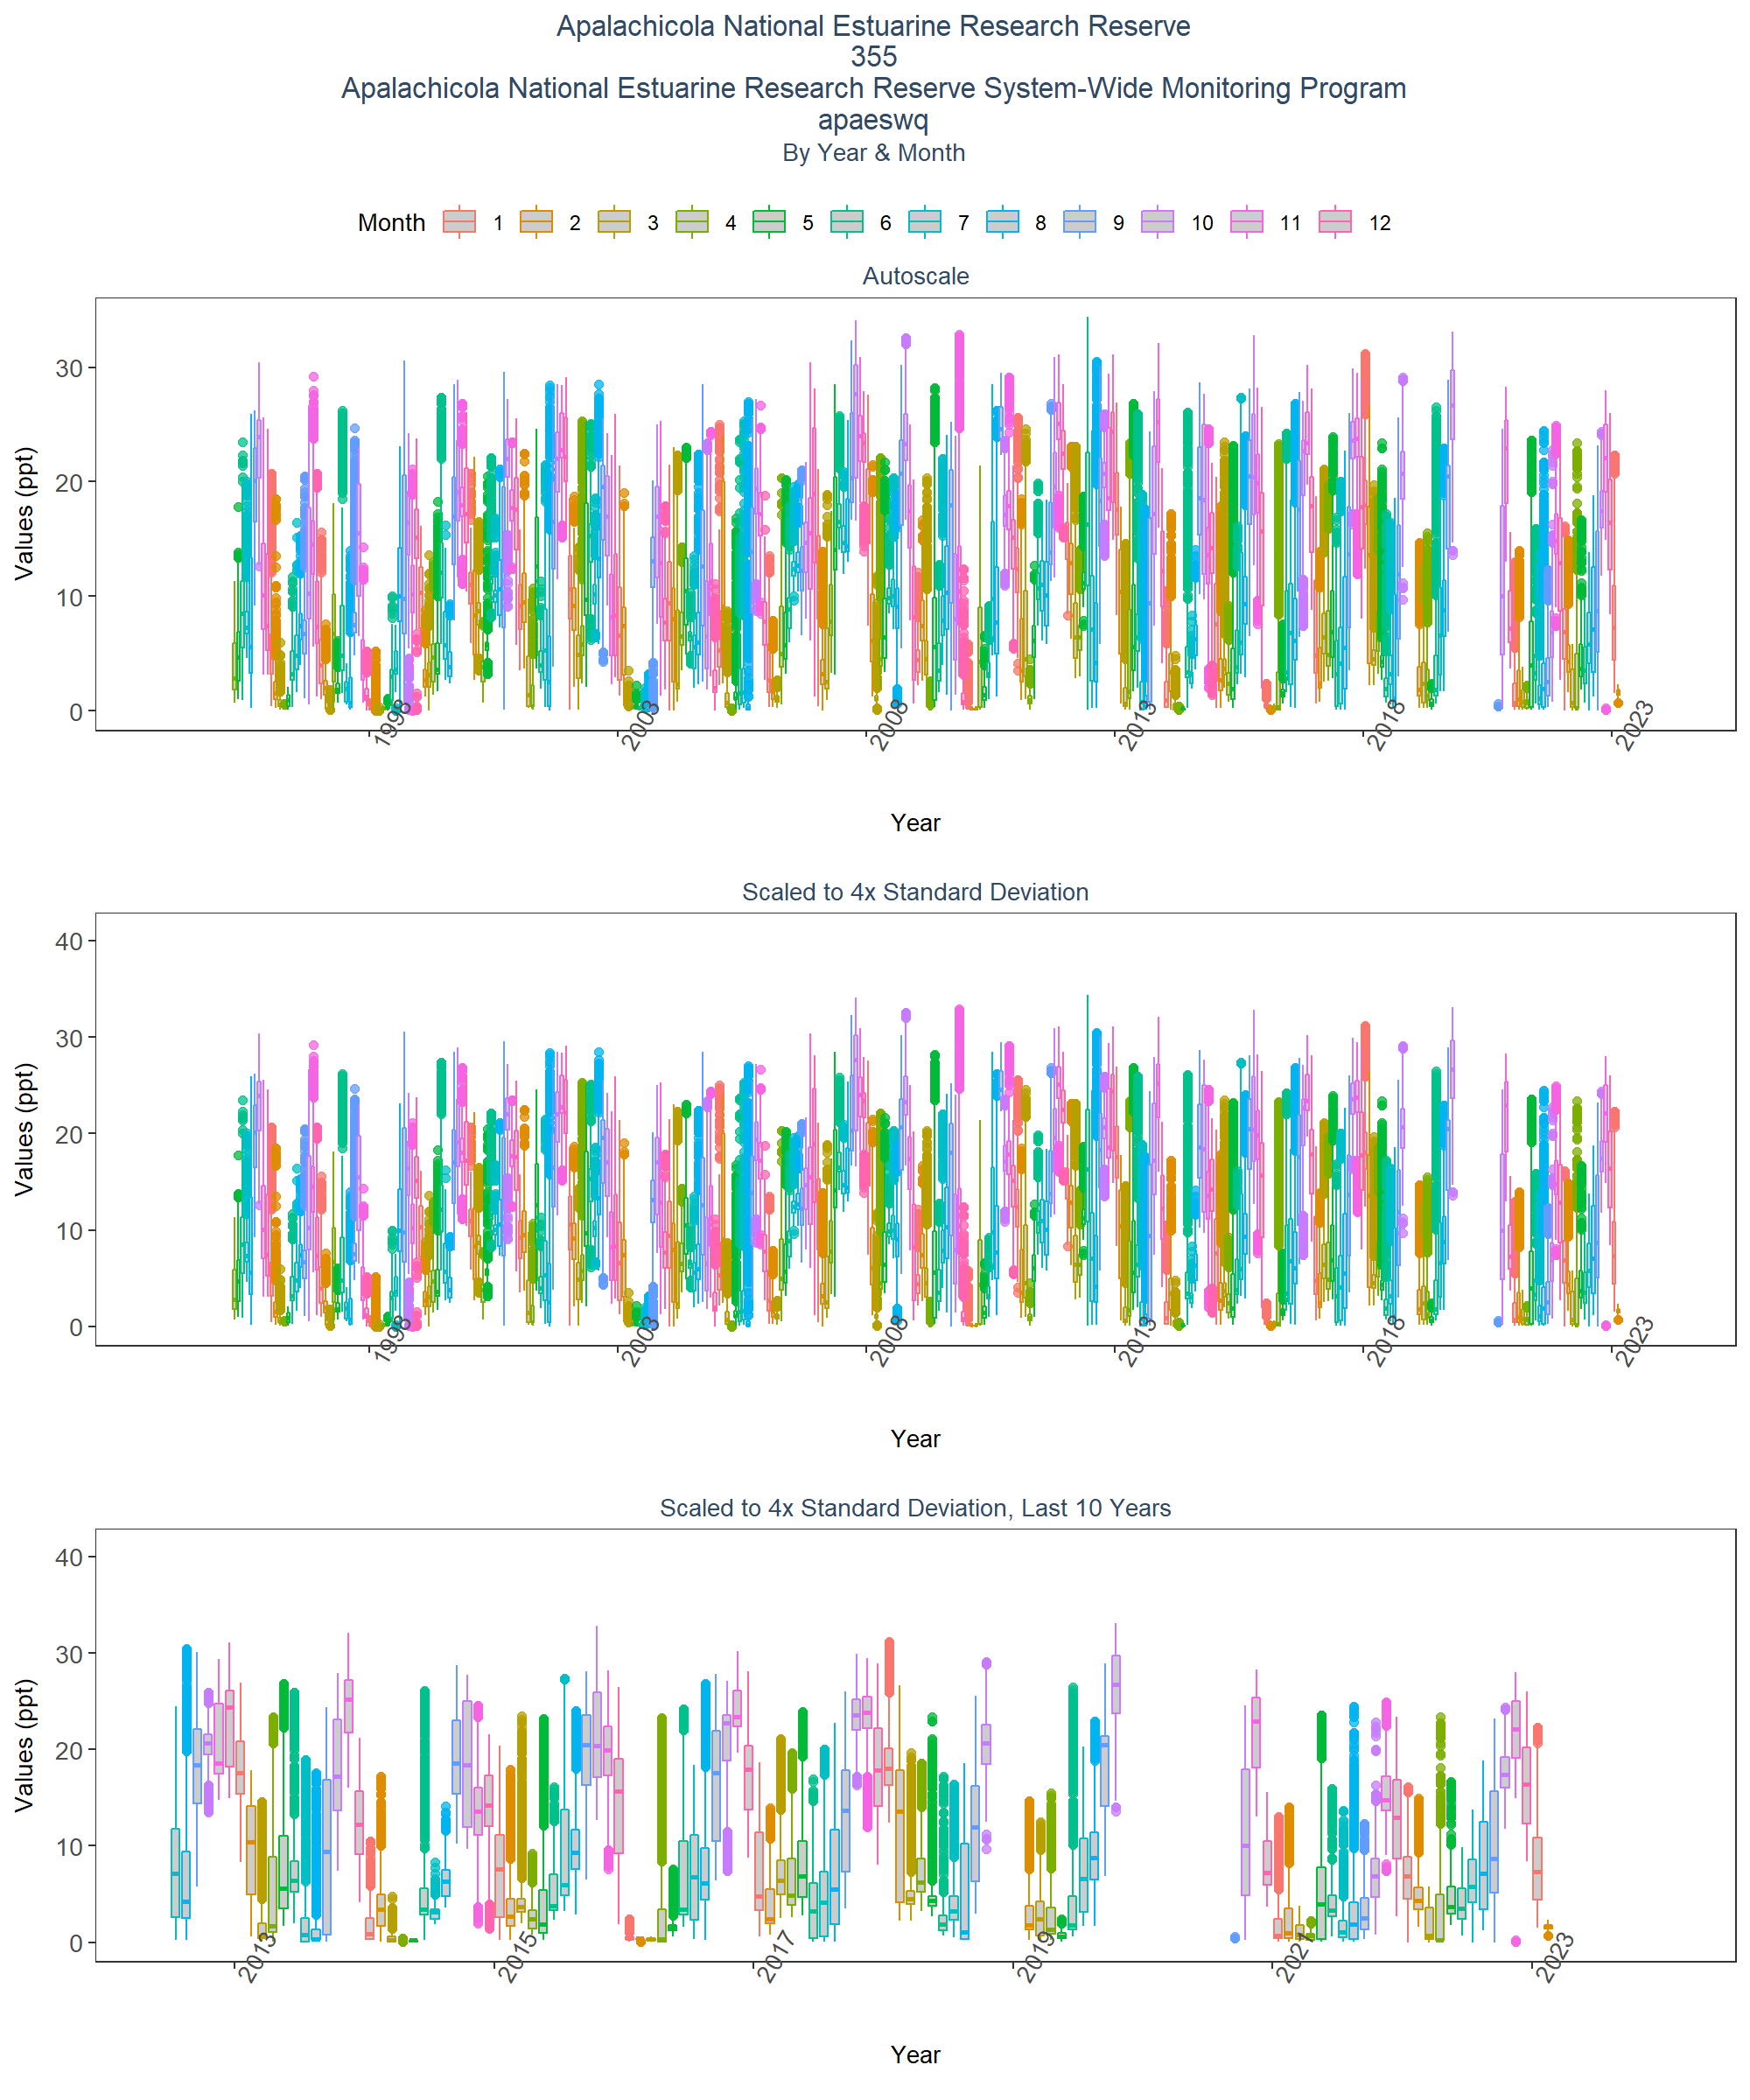 Apalachicola National Estuarine Research Reserve
355
Apalachicola National Estuarine Research Reserve System-Wide Monitoring Program
apaeswq
By Year & Month
Month 1 2 3 4 5 6 7 8 9 10 11 12
Autoscale
Values (ppt)
30
20
10
0
1998 2003 2008 2013 2018 2023
Year
Scaled to 4x Standard Deviation
Values (ppt)
40
30
20
10
0
1998 2003 2008 2013 2018 2023
Year
Scaled to 4x Standard Deviation, Last 10 Years
Values (ppt)
40
30
20
10
0
2013 2015 2017 2019 2021 2023
Year